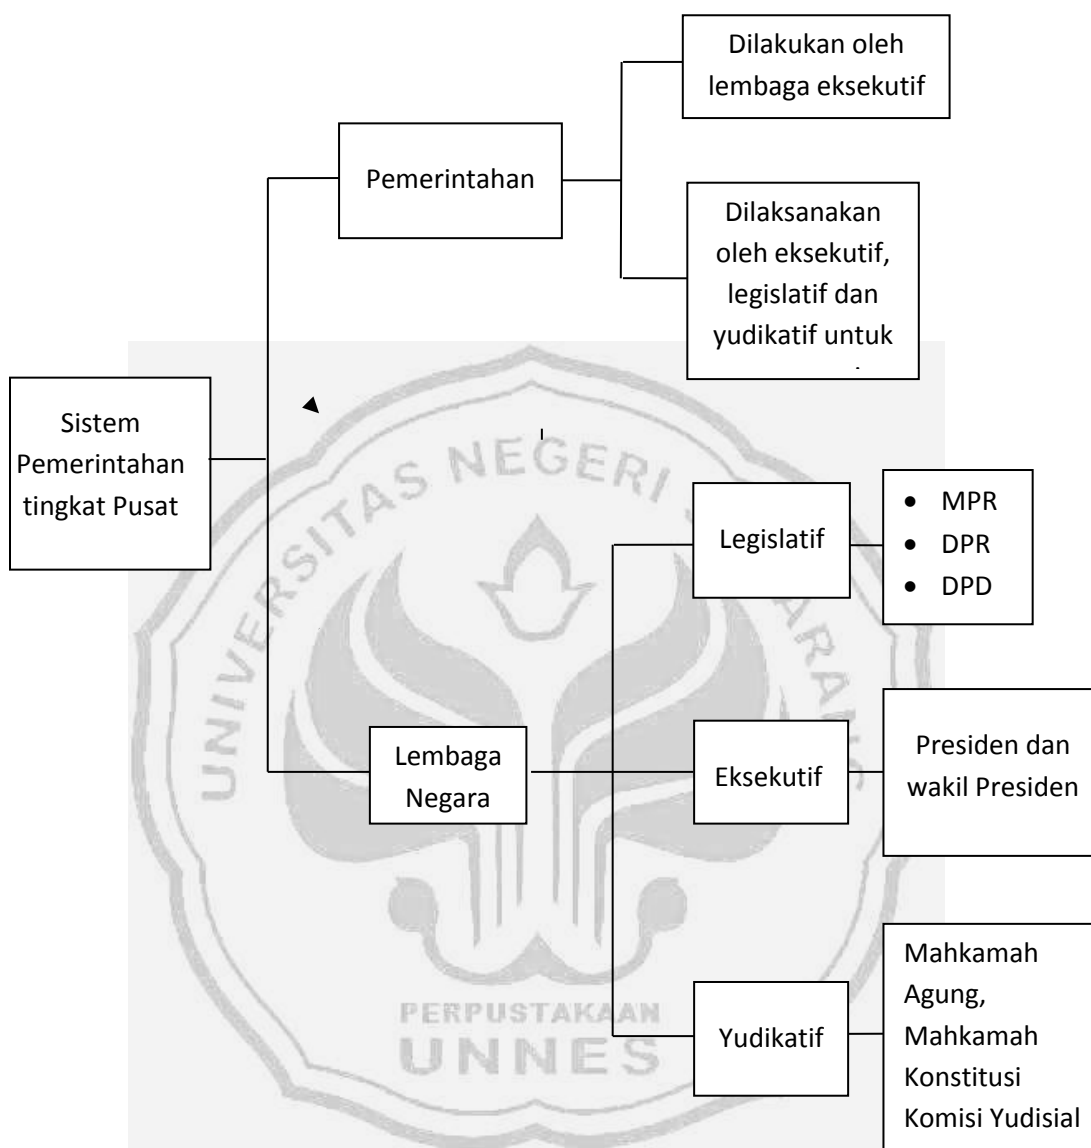 Dilakukan oleh
lembaga eksekutif
Pemerintahan
Dilaksanakan
oleh eksekutif,
legislatif dan
yudikatif untuk
Sistem
Pemerintahan
tingkat Pusat
Legislatif
• MPR
• DPR
• DPD
Lembaga
Negara
Eksekutif
Presiden dan
wakil Presiden
Yudikatif
Mahkamah
Agung,
Mahkamah
Konstitusi
Komisi Yudisial
UNIVERSITAS NEGERI
PERPUSTAKAAN
UNNES